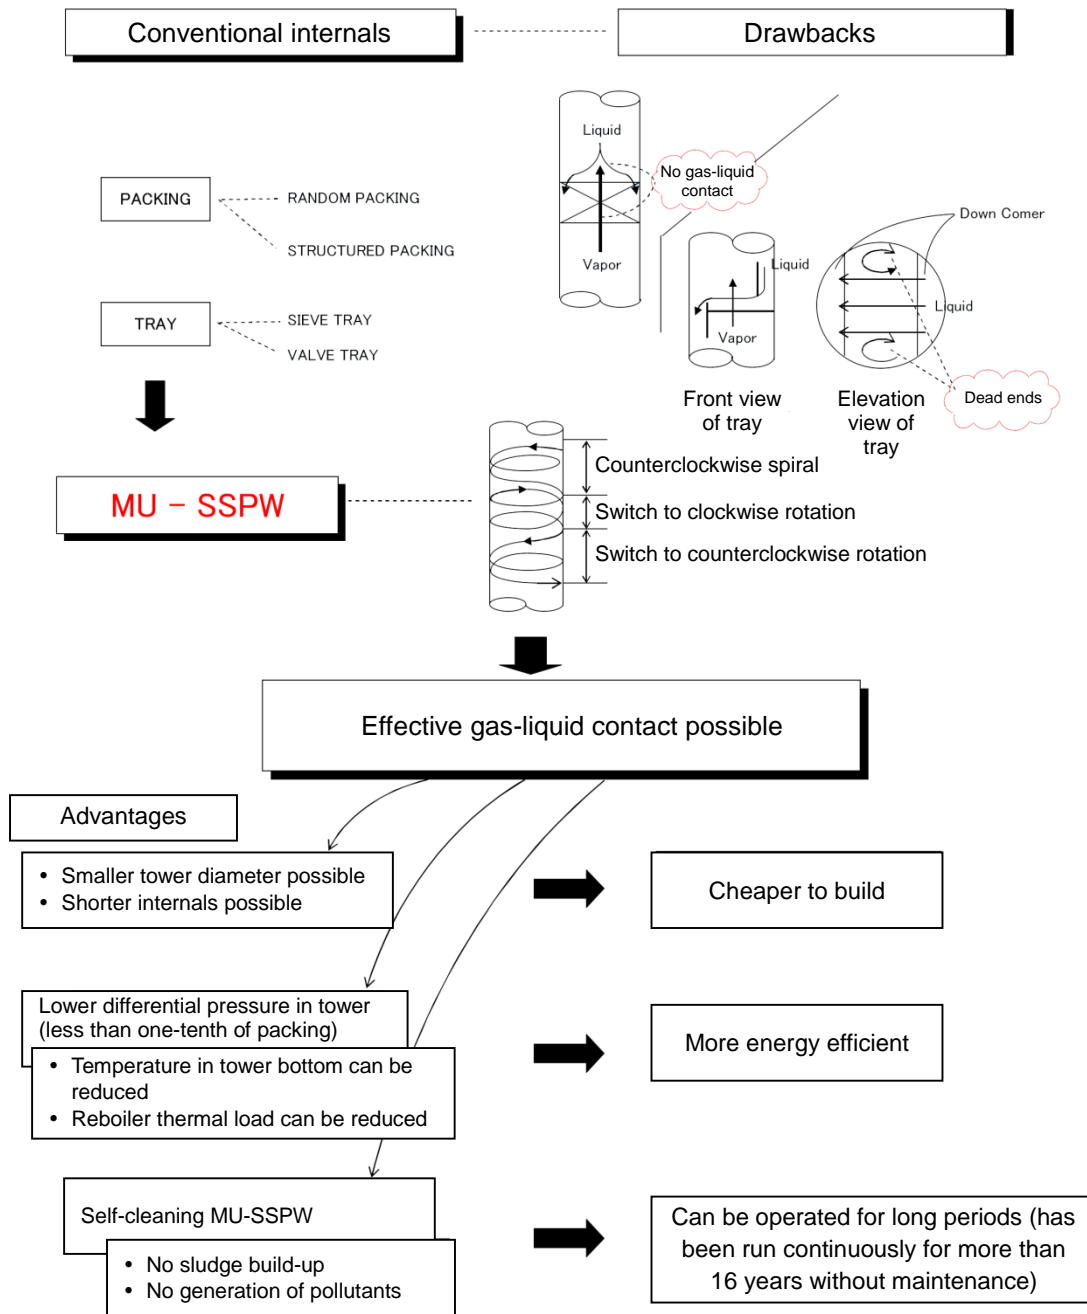 Conventional internals
Drawbacks
Liquid
No gas-liquid
contact
Vapor
PACKING
RANDOM PACKING
STRUCTURED PACKING
Down Comer
Liquid
Vapor
Liquid
TRAY
SIEVE TRAY
VALVE TRAY
Dead ends
Front view
of tray
Elevation
view of
tray
MU - SSPW
Counterclockwise spiral
Switch to clockwise rotation
Switch to counterclockwise rotation
Effective gas-liquid contact possible
Advantages
• Smaller tower diameter possible
• Shorter internals possible
Cheaper to build
Lower differential pressure in tower
(less than one-tenth of packing)
• Temperature in tower bottom can be
reduced
• Reboiler thermal load can be reduced
More energy efficient
Self-cleaning MU-SSPW
• No sludge build-up
• No generation of pollutants
Can be operated for long periods (has
been run continuously for more than
16 years without maintenance)